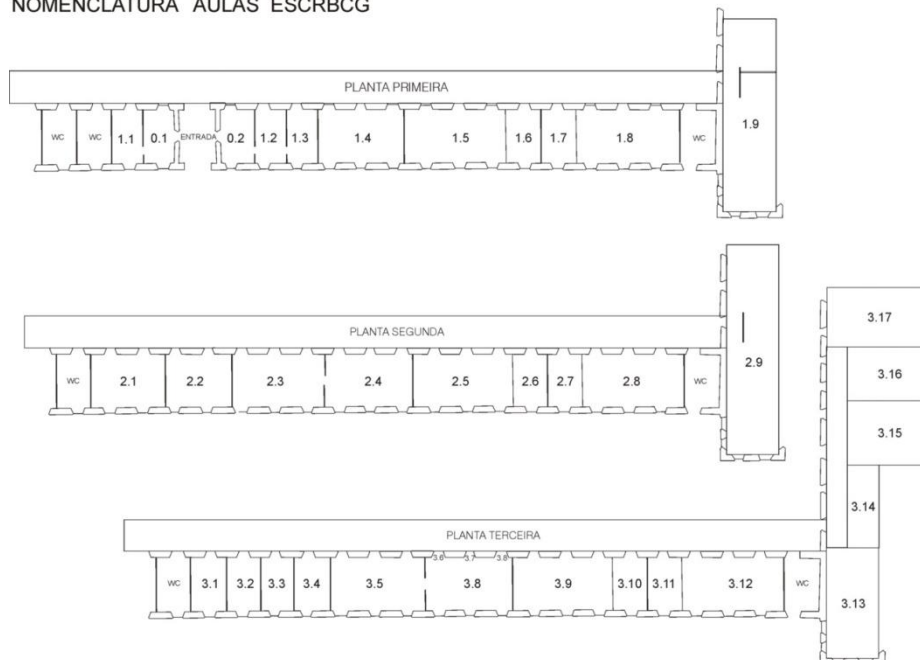 NOMENCLATURA AULAS ESCRBCG
PLANTA PRIMEIRA
WC WC 1.1 0.1 ENTRADA 0.2 1.2 1.3 1.4 1.5 1.6 1.7 1.8 WC 1.9
PLANTA SEGUNDA
WC 2.1 2.2 2.3 2.4 2.5 2.6 2.7 2.8 WC 2.9
3.17
3.16
3.15
3.14
PLANTA TERCEIRA
3.6 3.7 3.8
WC 3.1 3.2 3.3 3.4 3.5 3.8 3.9 3.10 3.11 3.12 WC 3.13